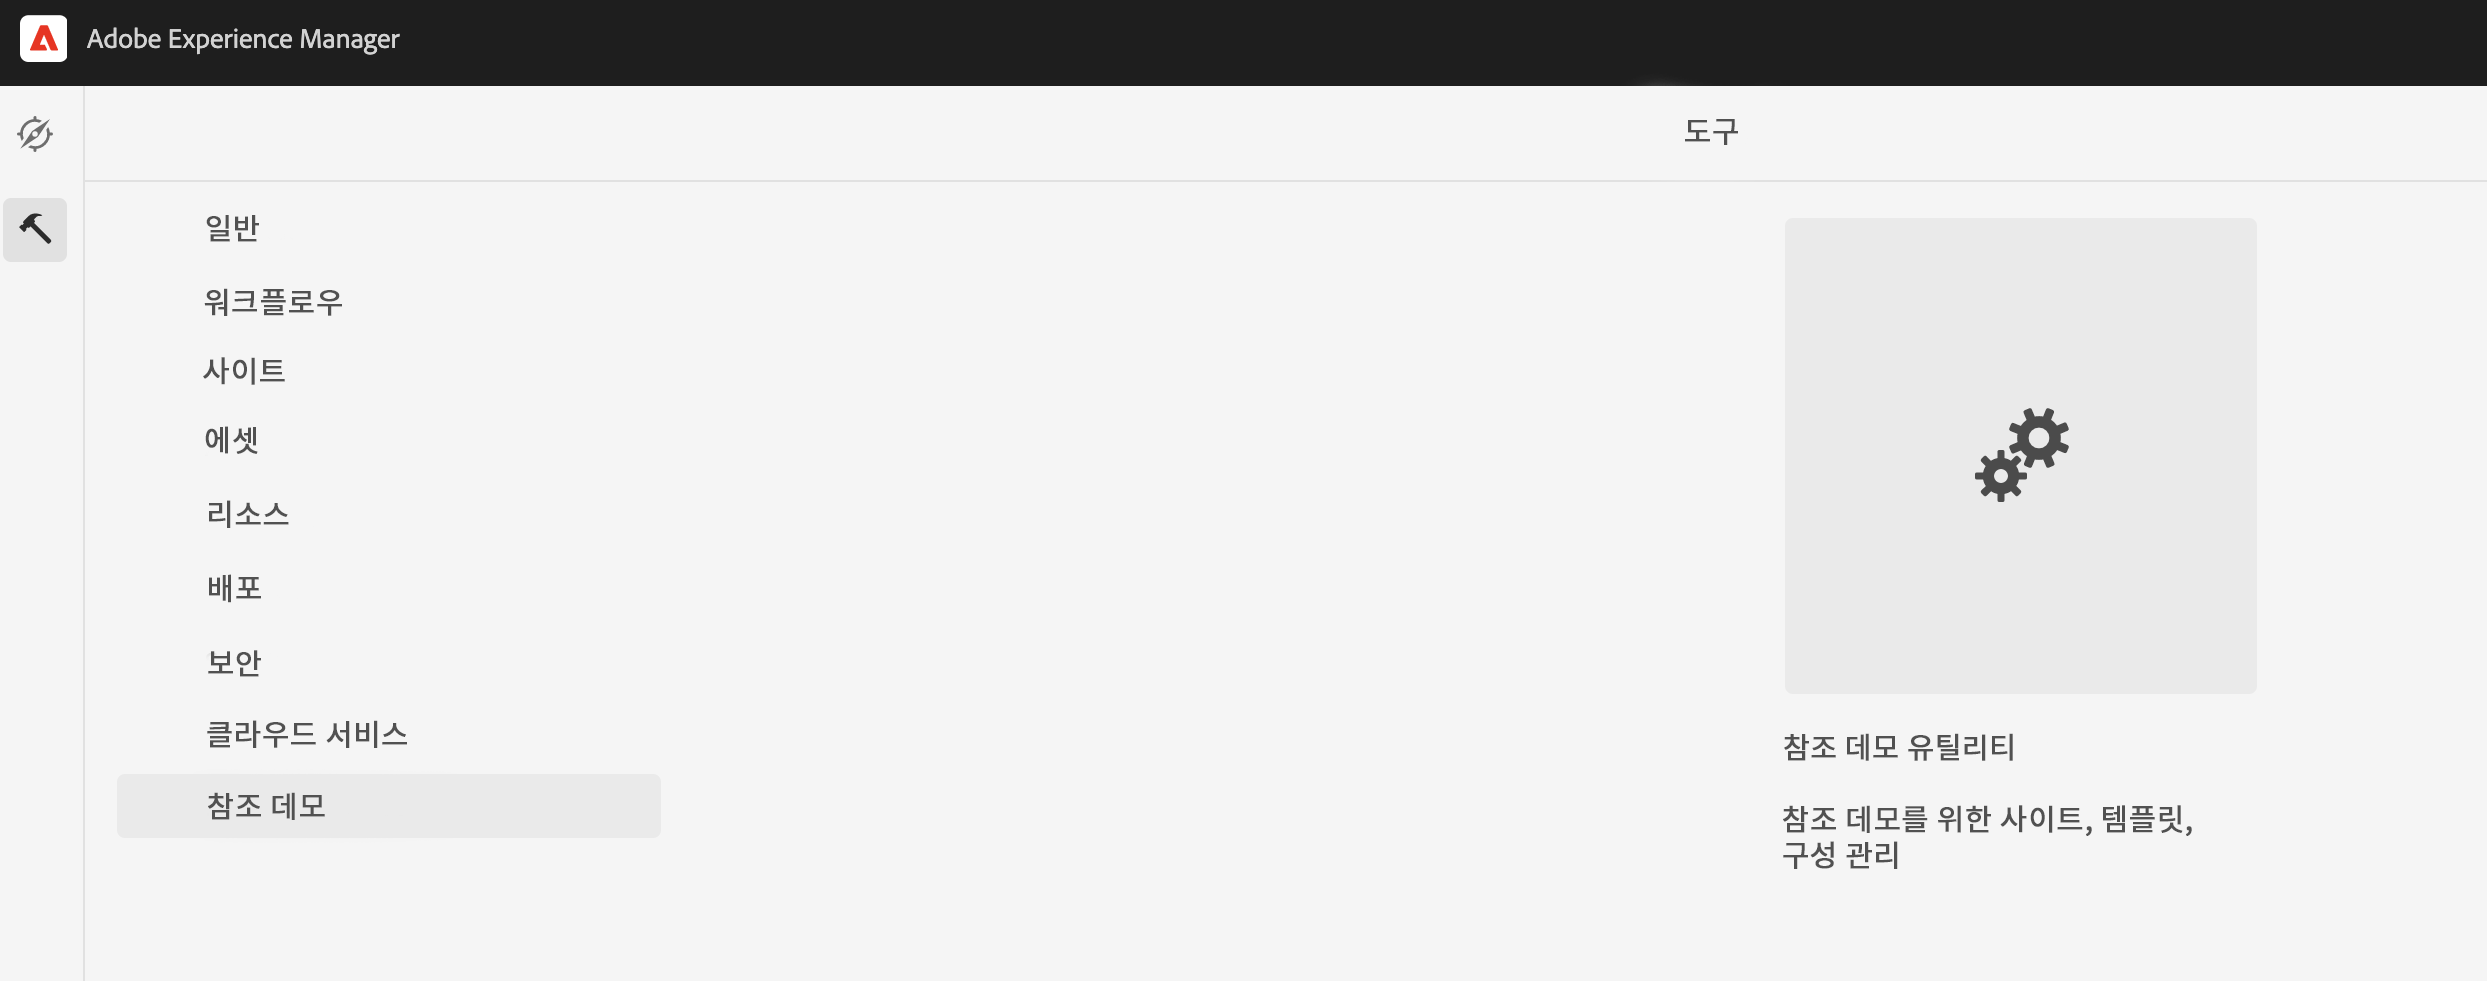 Adobe Experience Manager
도구
일반
워크플로우
사이트
에셋
리소스
배포
보안
클라우드 서비스
참조 데모
참조 데모 유틸리티
참조 데모를 위한 사이트, 템플릿,
구성 관리